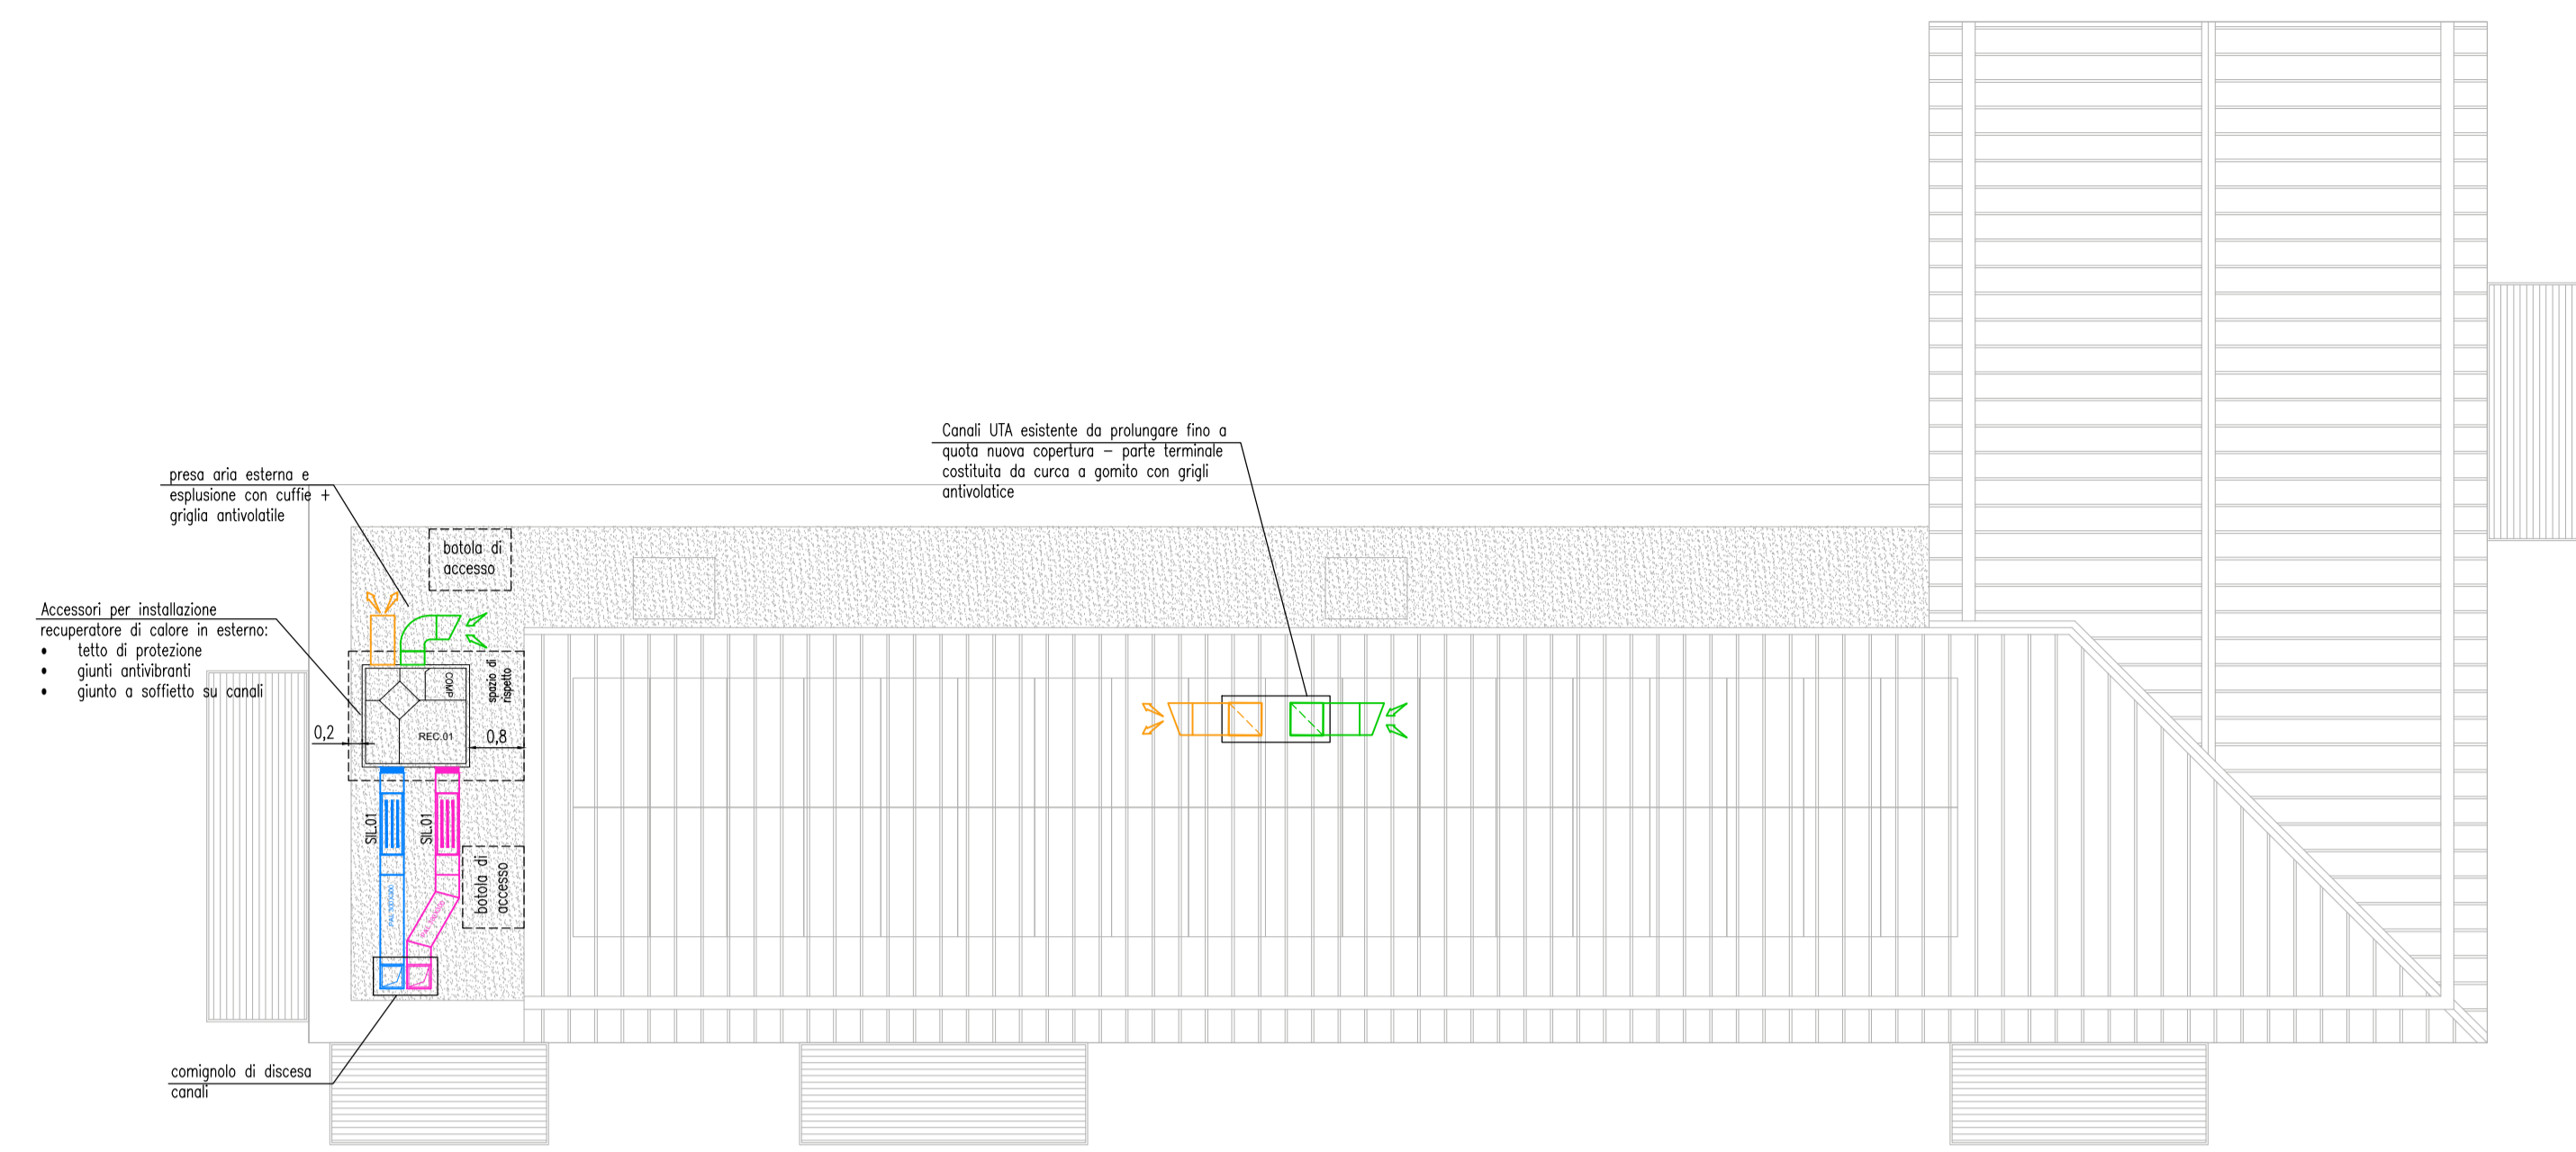 Canali UTA esistente da prolungare fino a
quota nuova copertura – parte terminale
costituita da curca a gomito con grigli
antivolatice
presa aria esterna e
esplusione con cuffie +
griglia antivolatile
botola di
accesso
Accessori per installazione
recuperatore di calore in esterno:
• tetto di protezione
• giunti antivibranti
• giunto a soffietto su canali
spazio di
rispetto
COMP
REC.01
0,2
0,8
SIL.01
SIL.01
botola di
accesso
comignolo di discesa
canali